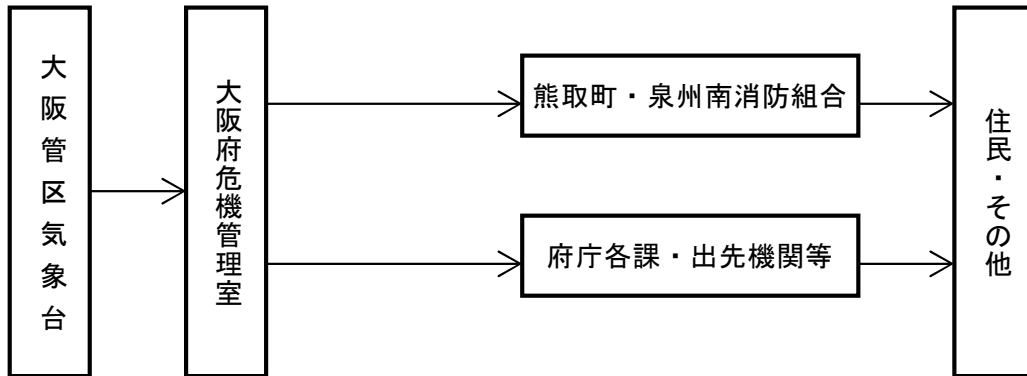 大阪管区気象台
大阪府危機管理室
熊取町・泉州南消防組合
府庁各課・出先機関等
住民・その他